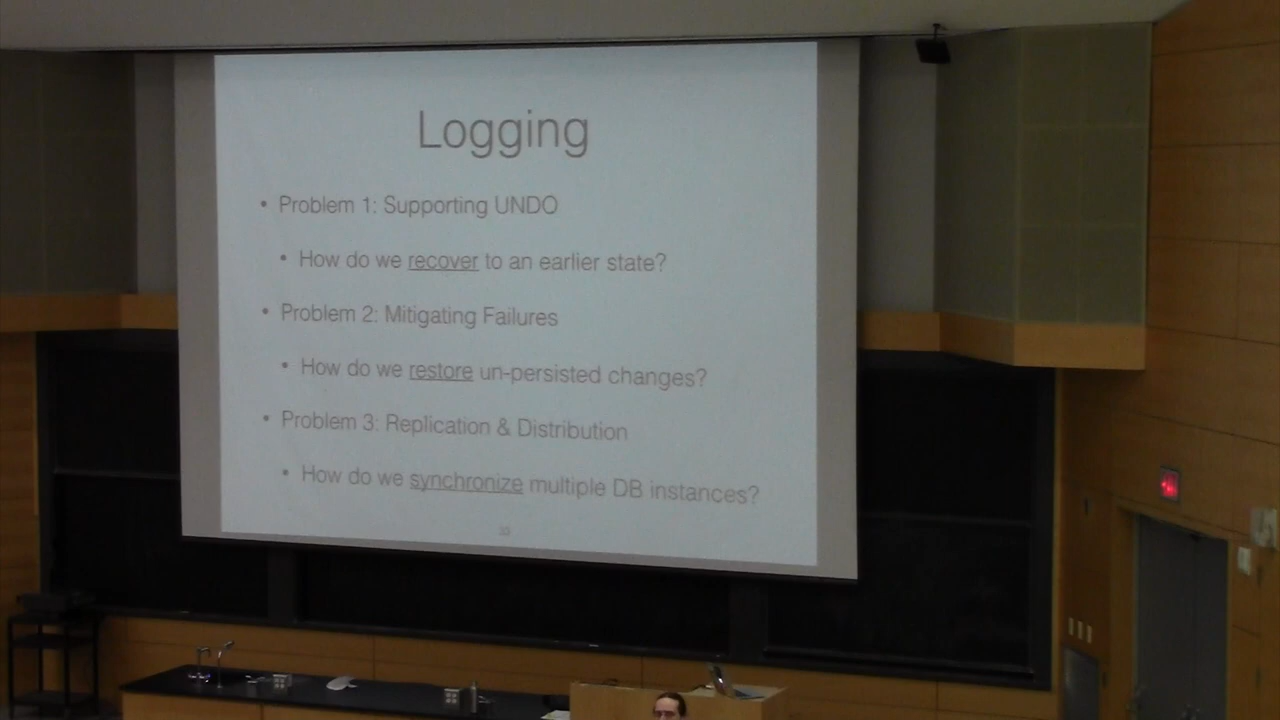 Logging
• Problem 1: Supporting UNDO
• How do we recover to an earlier state?
• Problem 2: Mitigating Failures
• How do we restore un-persisted changes?
• Problem 3: Replication & Distribution
• How do we synchronize multiple DB instances?